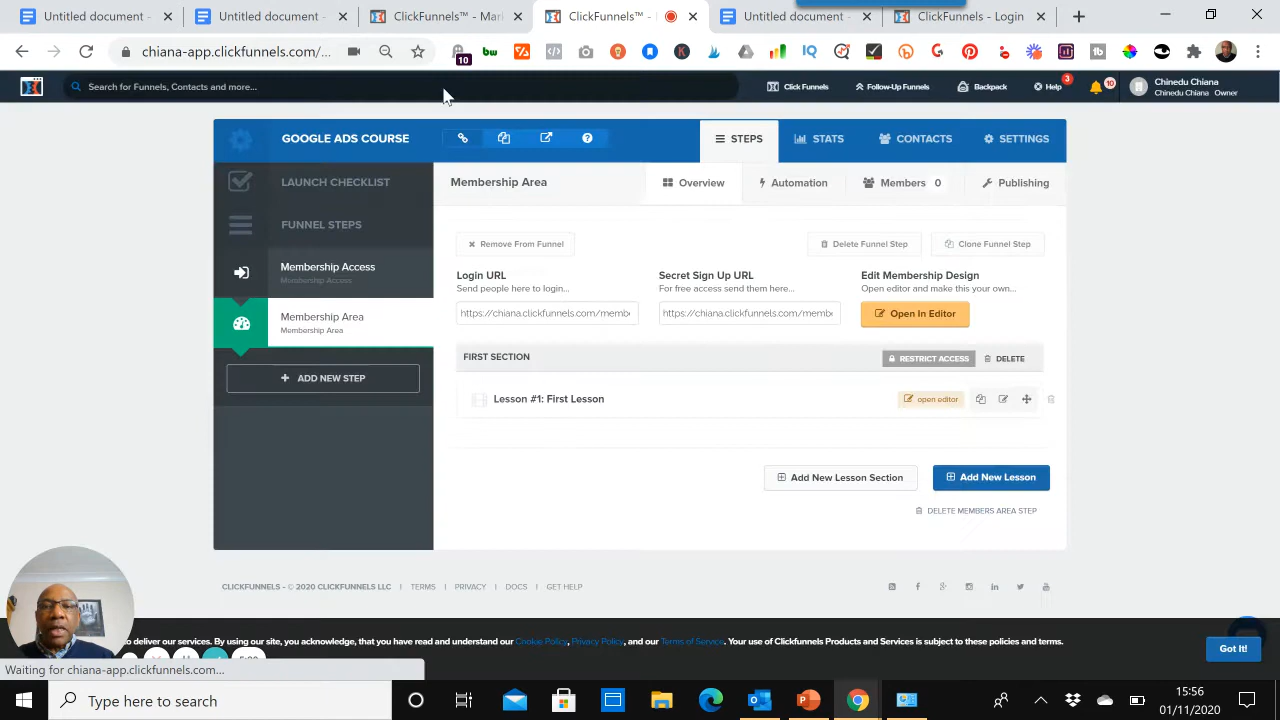 Untitled document
Untitled document
ClickFunnels™ - Mem
ClickFunnels™ -
Untitled document
ClickFunnels - Login
chiana-app.clickfunnels.com/...
10
bw
IQ
tb
Search for Funnels, Contacts and more...
Click Funnels
Follow-Up Funnels
Backpack
Help
3
10
Chinedu Chiana
Chinedu Chiana Owner
GOOGLE ADS COURSE
STEPS
STATS
CONTACTS
SETTINGS
LAUNCH CHECKLIST
Membership Area
Overview
Automation
Members 0
Publishing
FUNNEL STEPS
Remove From Funnel
Delete Funnel Step
Clone Funnel Step
Membership Access
Membership Access
Login URL
Send people here to login...
Secret Sign Up URL
For free access send them here...
Edit Membership Design
Open editor and make this your own...
Membership Area
Membership Area
https://chiana.clickfunnels.com/membe
https://chiana.clickfunnels.com/membe
Open In Editor
FIRST SECTION
RESTRICT ACCESS
DELETE
ADD NEW STEP
Lesson #1: First Lesson
open editor
Add New Lesson Section
Add New Lesson
DELETE MEMBERS AREA STEP
CLICKFUNNELS - © 2020 CLICKFUNNELS LLC | TERMS | PRIVACY | DOCS | GET HELP
to deliver our services. By using our site, you acknowledge, that you have read and understand our Cookie Policy, Privacy Policy, and our Terms of Service. Your use of Clickfunnels Products and Services is subject to these policies and terms.
Got It!
Waiting for chiana-app.clickfunnels.com...
Type here to search
15:56
01/11/2020